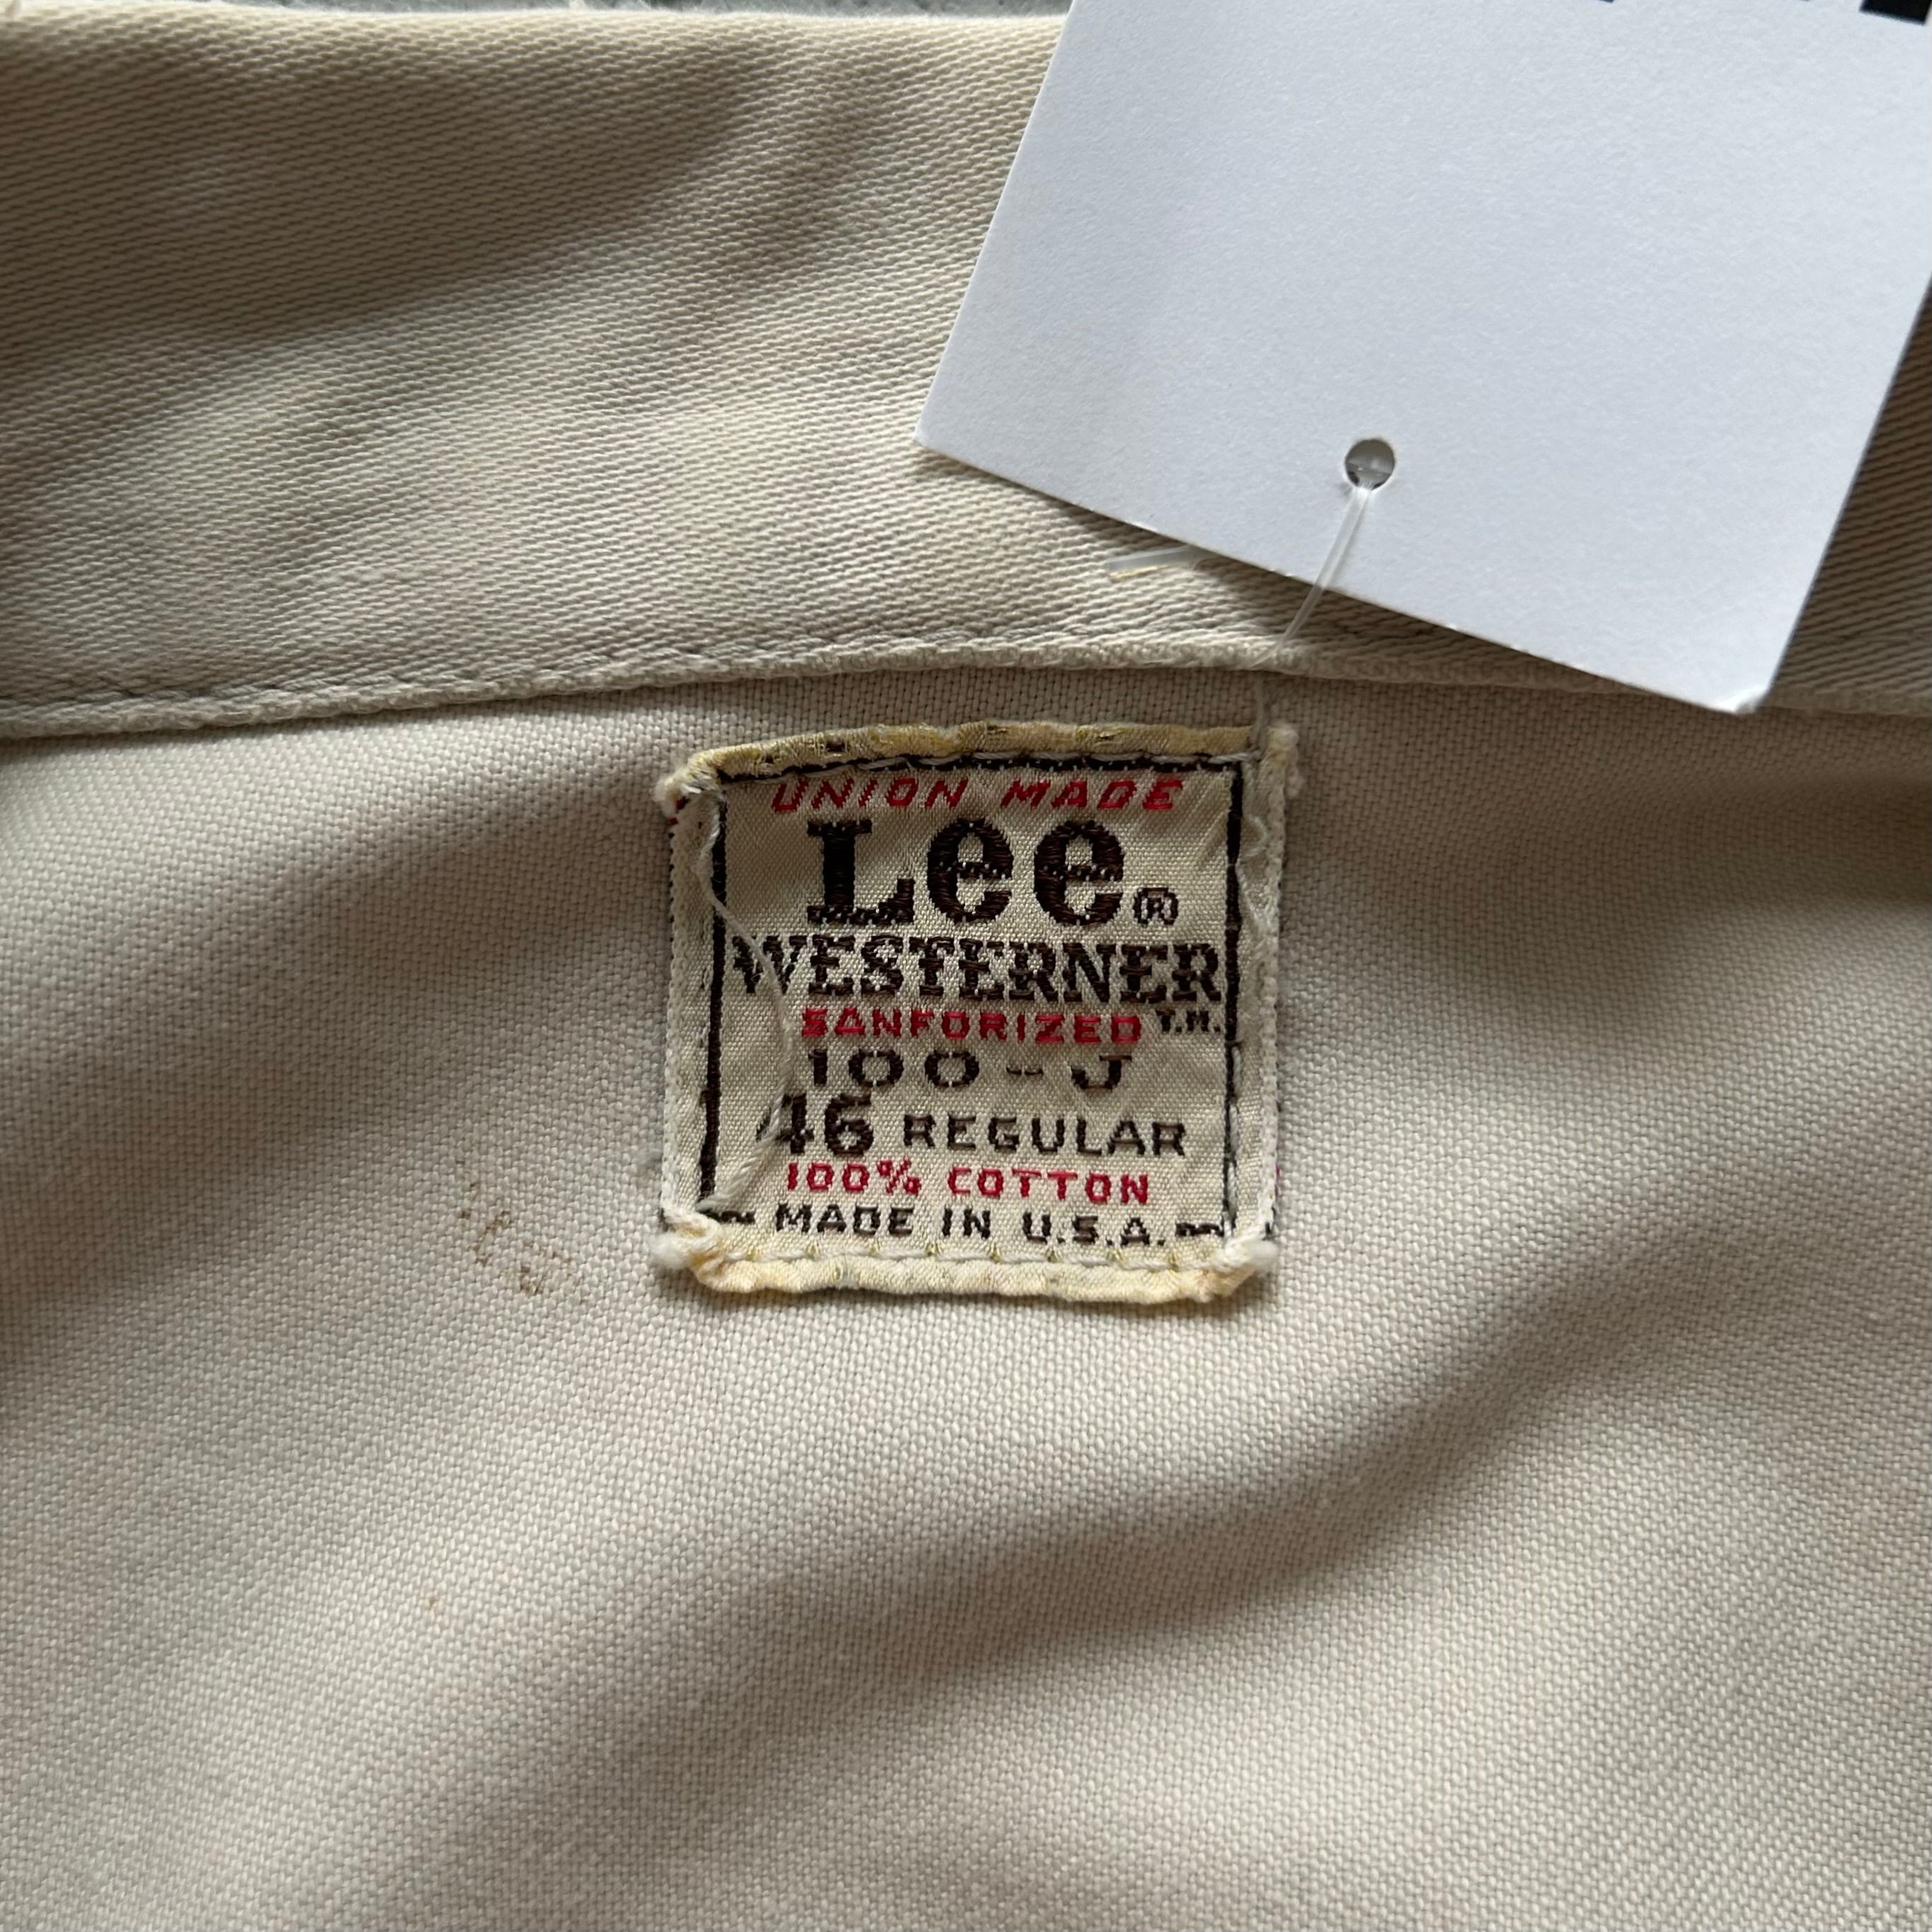 UNION MADE
Lee®
WESTERNER
SANFORIZED T.M.
100-J
46 REGULAR
100% COTTON
MADE IN U.S.A.